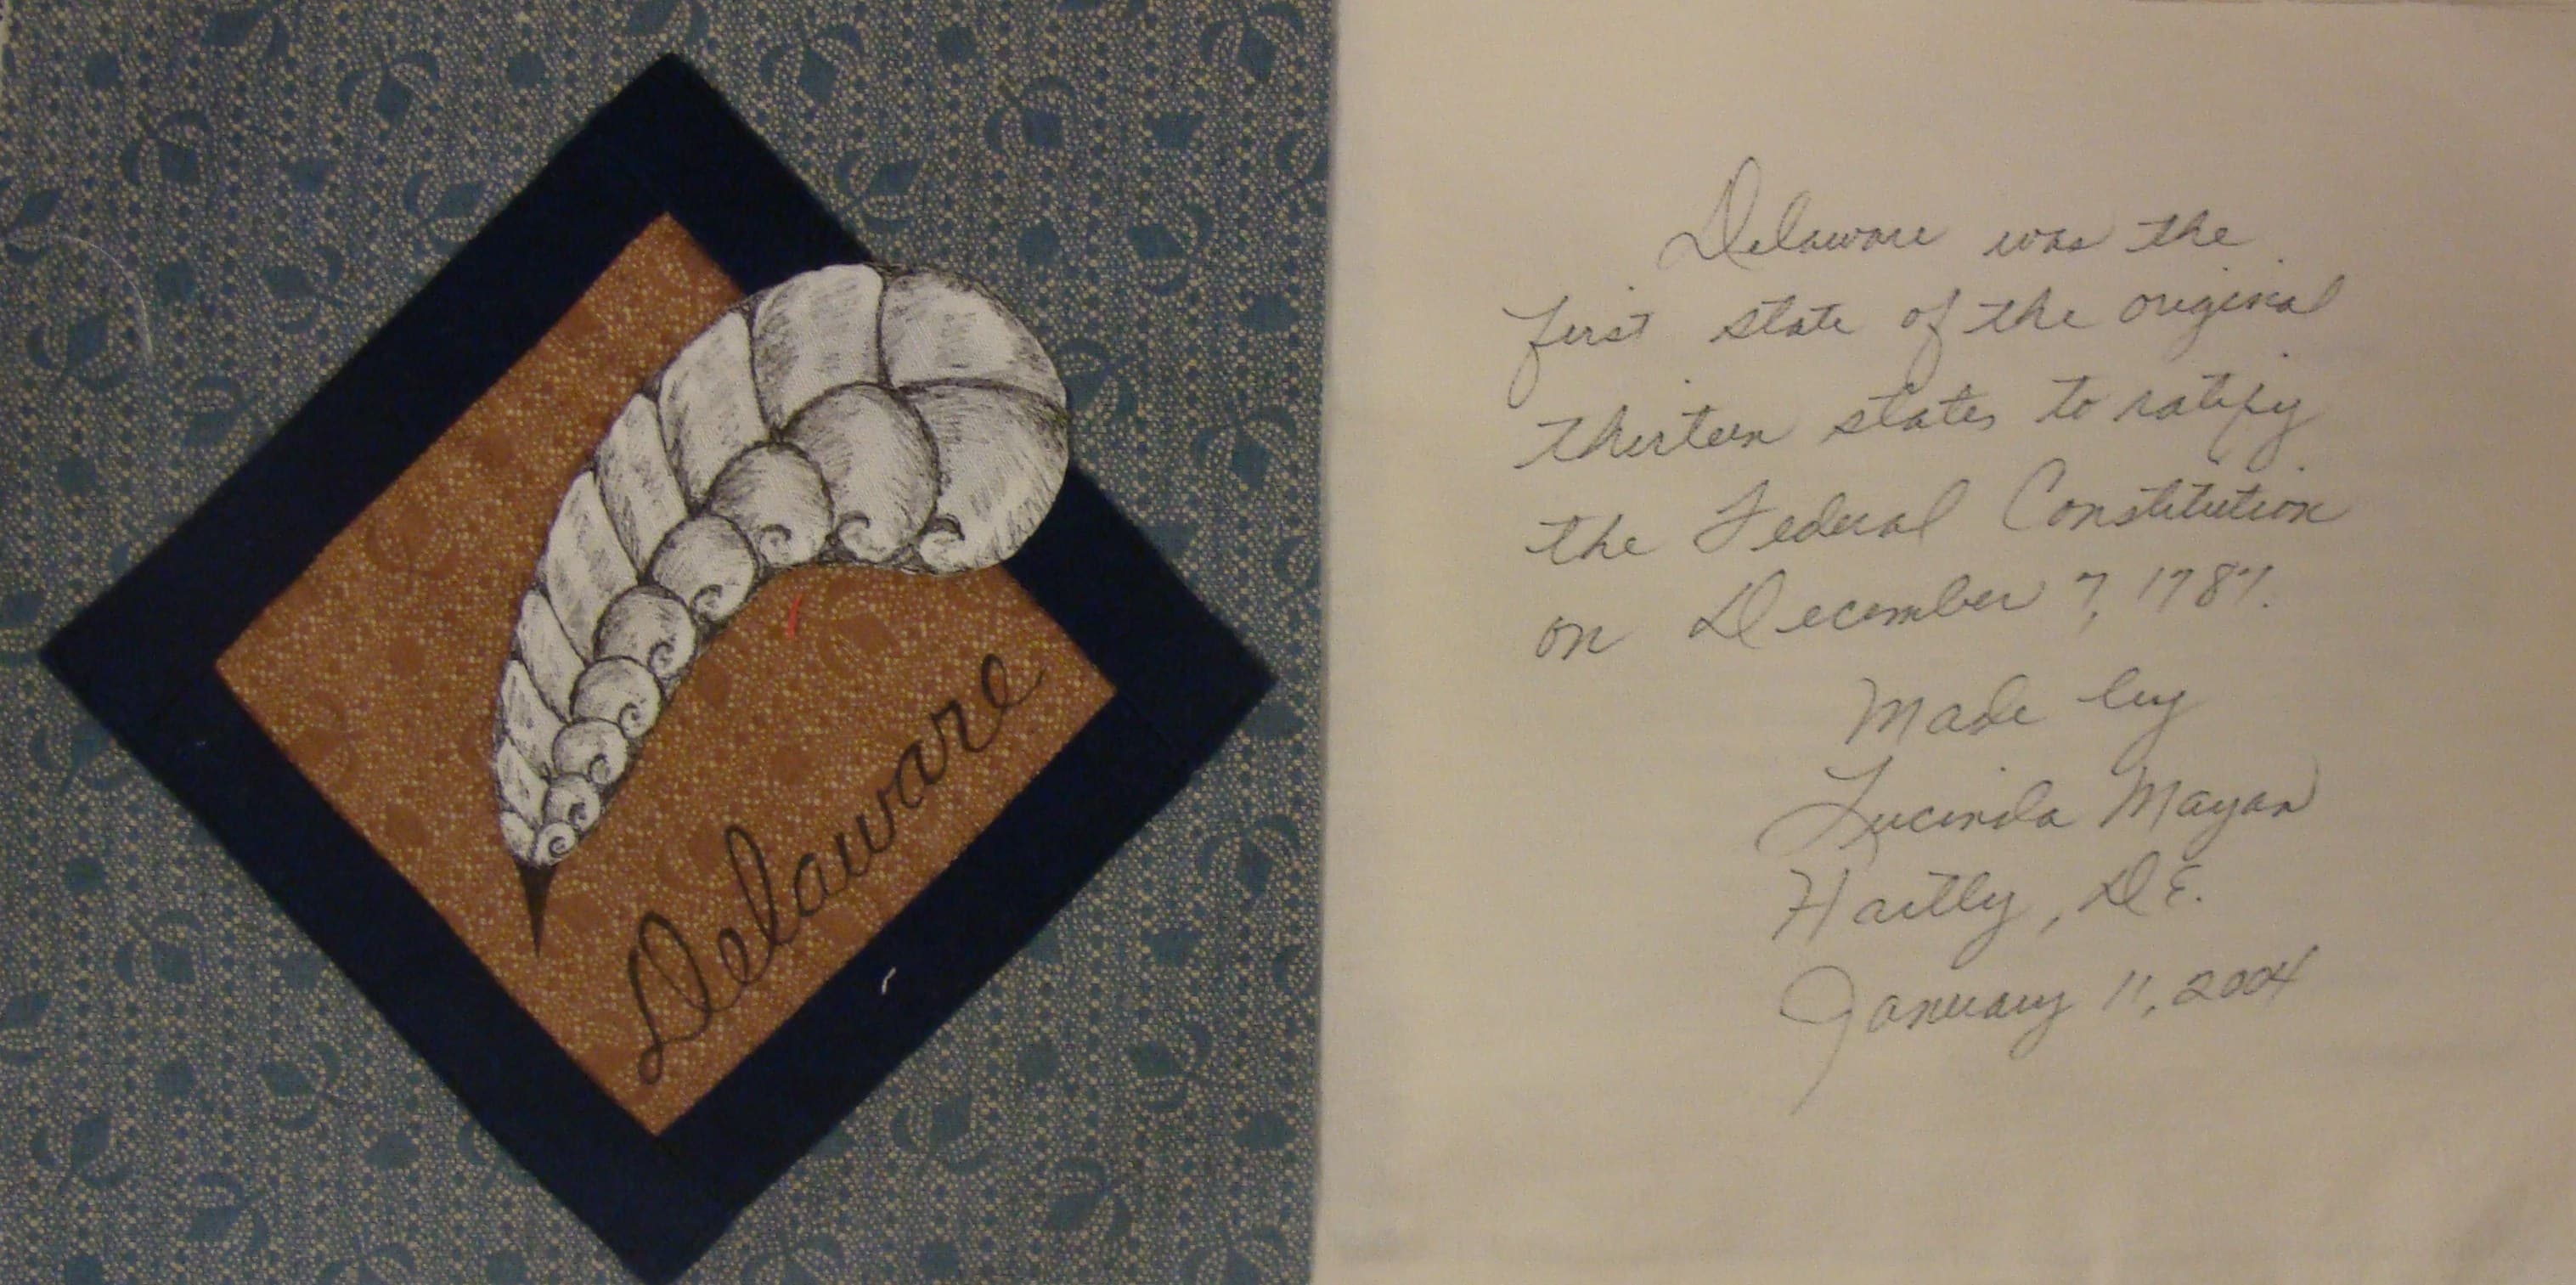 Delaware
Delaware was the
first state of the original
thirteen states to ratify
the Federal Constitution
on December 7, 1787.
Made by
Lucinda Mayan
Hartly, DE.
January 11, 2004